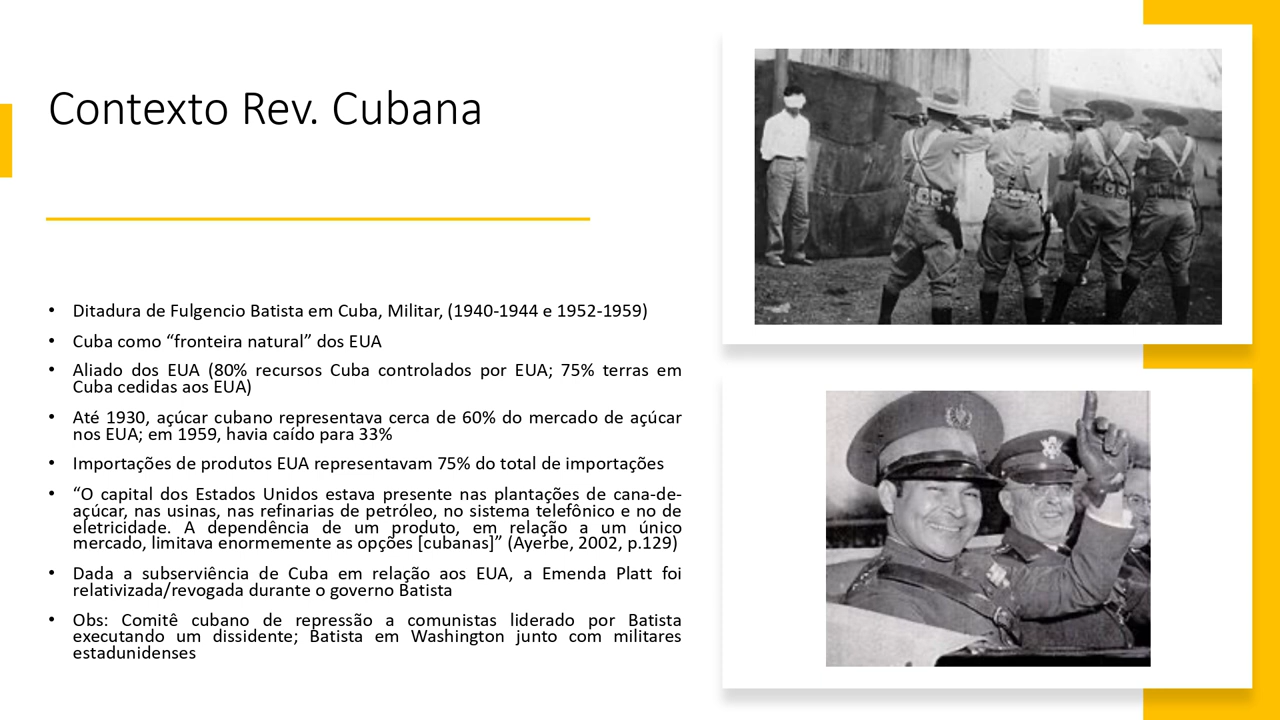 Contexto Rev. Cubana
• Ditadura de Fulgencio Batista em Cuba, Militar, (1940-1944 e 1952-1959)
• Cuba como “fronteira natural” dos EUA
• Aliado dos EUA (80% recursos Cuba controlados por EUA; 75% terras em
Cuba cedidas aos EUA)
• Até 1930, açúcar cubano representava cerca de 60% do mercado de açúcar
nos EUA; em 1959, havia caído para 33%
• Importações de produtos EUA representavam 75% do total de importações
• “O capital dos Estados Unidos estava presente nas plantações de cana-de-
açúcar, nas usinas, nas refinarias de petróleo, no sistema telefônico e no de
eletricidade. A dependência de um produto, em relação a um único
mercado, limitava enormemente as opções [cubanas]” (Ayerbe, 2002, p.129)
• Dada a subserviência de Cuba em relação aos EUA, a Emenda Platt foi
relativizada/revogada durante o governo Batista
• Obs: Comitê cubano de repressão a comunistas liderado por Batista
executando um dissidente; Batista em Washington junto com militares
estadunidenses